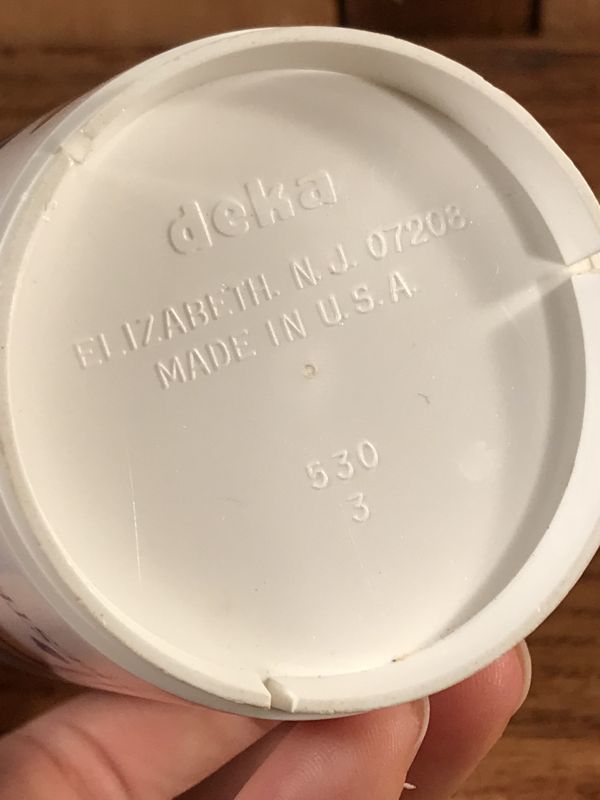 deka
ELIZABETH. N.J. 07208
MADE IN U.S.A.
530
3